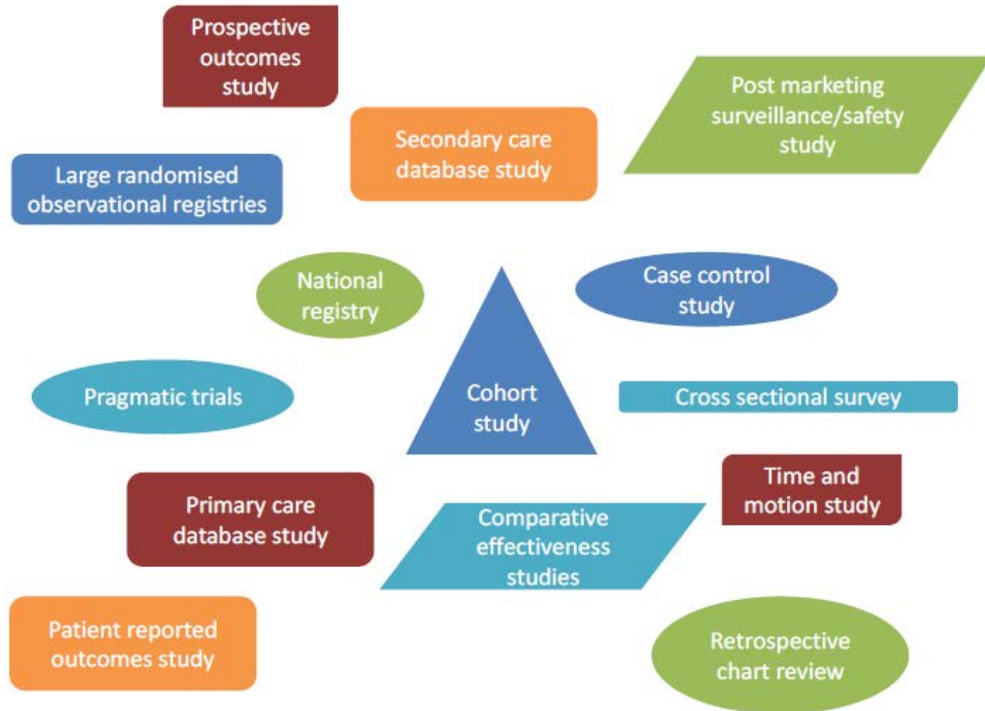 Prospective
outcomes
study
Post marketing
surveillance/safety
study
Secondary care
database study
Large randomised
observational registries
National
registry
Case control
study
Pragmatic trials
Cohort
study
Cross sectional survey
Primary care
database study
Comparative
effectiveness
studies
Time and
motion study
Patient reported
outcomes study
Retrospective
chart review